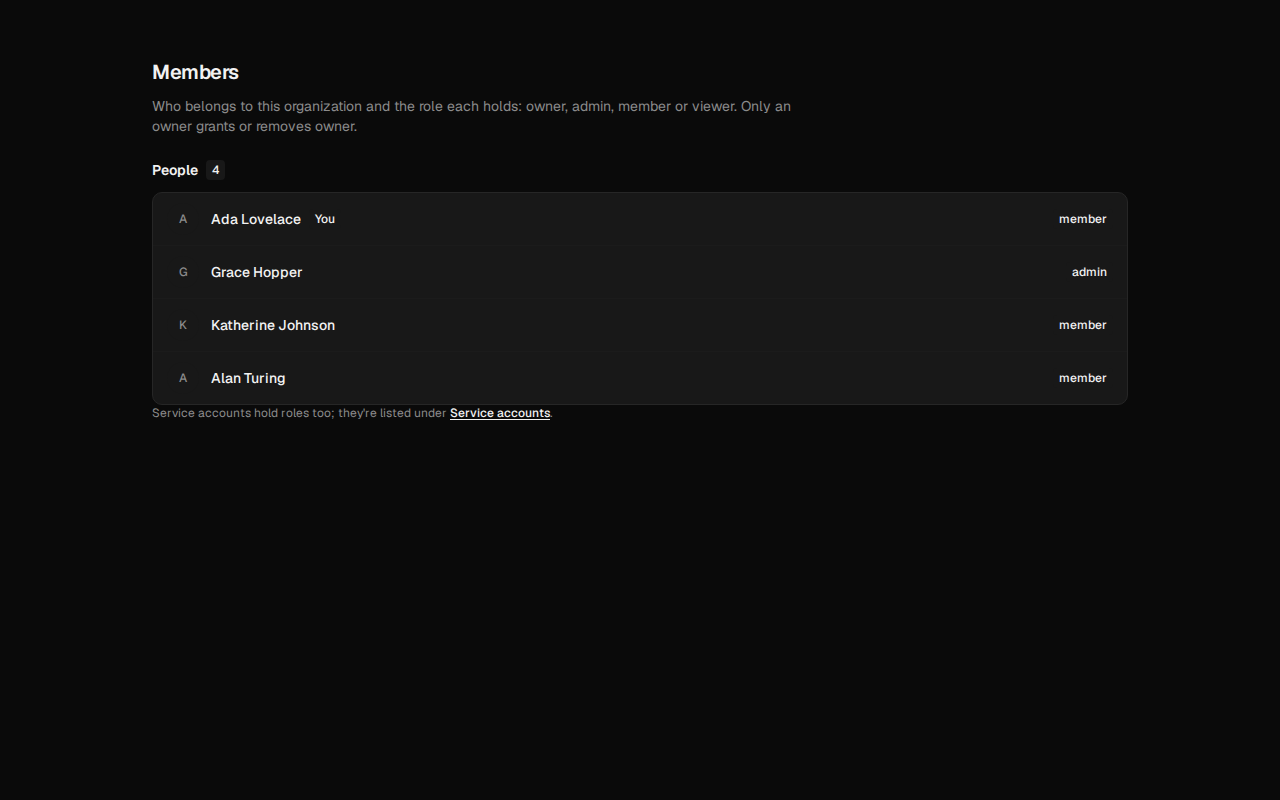 Members
Who belongs to this organization and the role each holds: owner, admin, member or viewer. Only an
owner grants or removes owner.
People 4
A Ada Lovelace You member
G Grace Hopper admin
K Katherine Johnson member
A Alan Turing member
Service accounts hold roles too; they're listed under Service accounts.